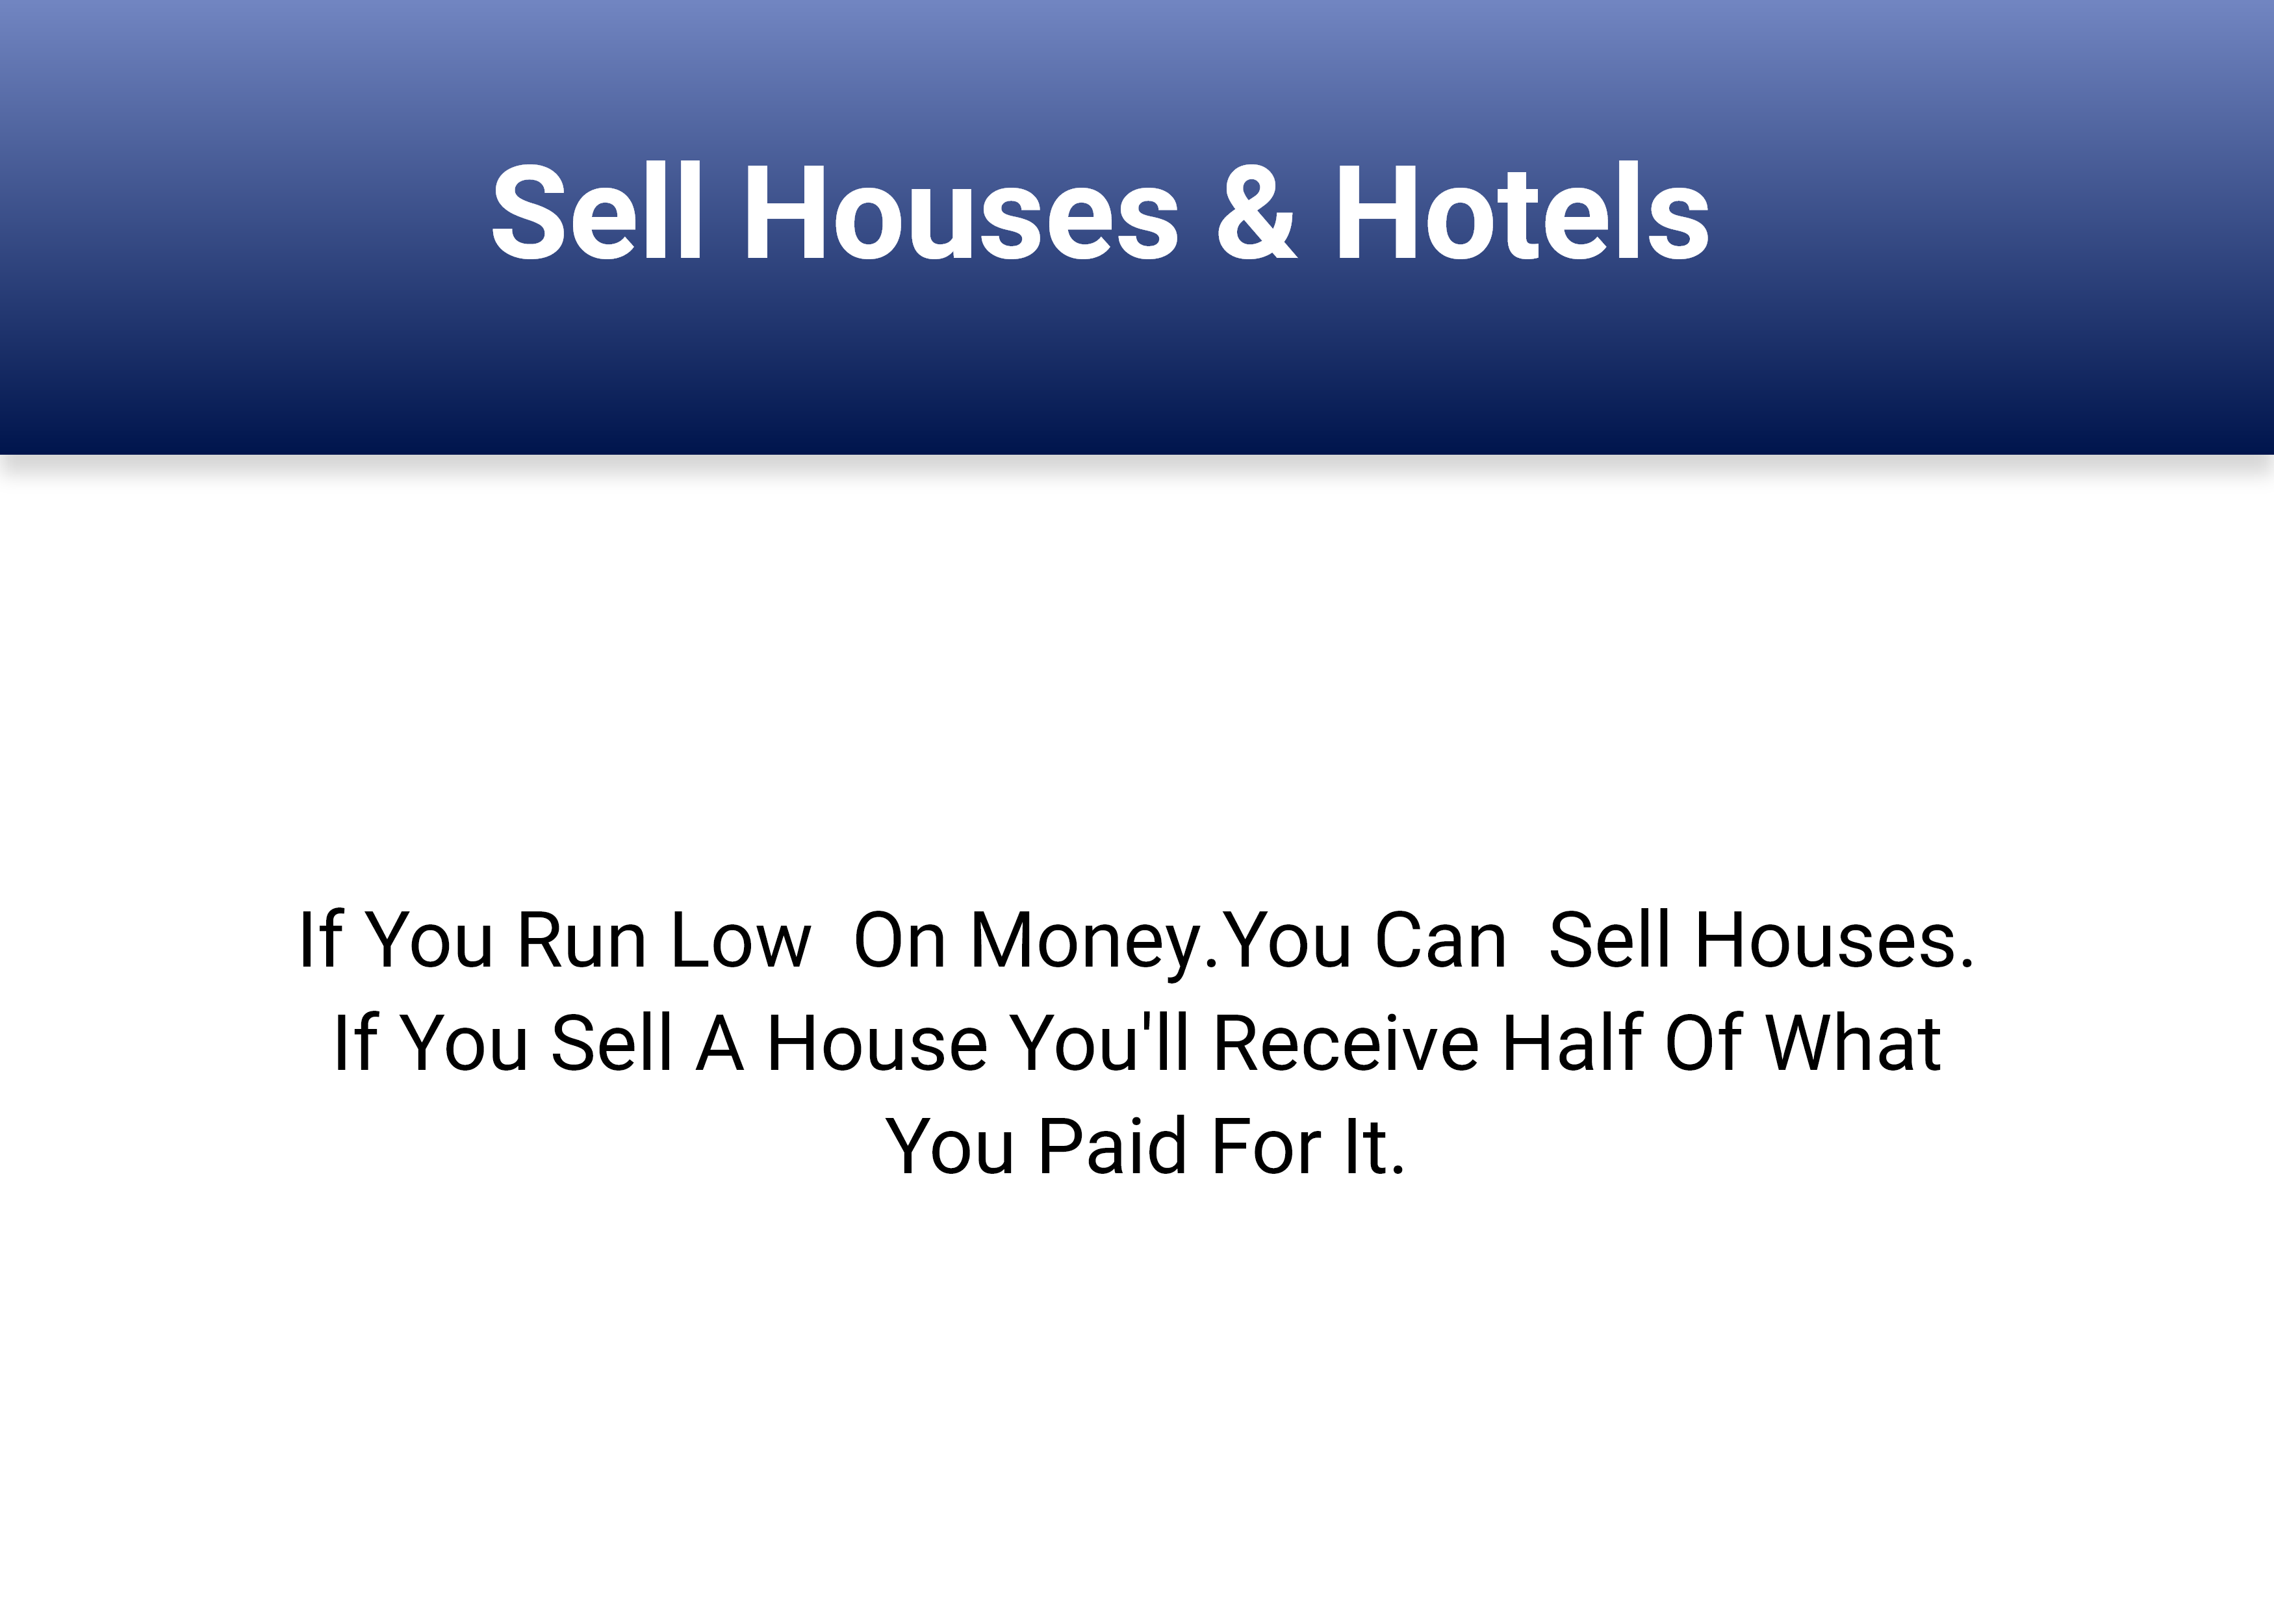 Sell Houses & Hotels
If You Run Low  On Money.You Can  Sell Houses.
If You Sell A House You'll Receive Half Of What
You Paid For It.